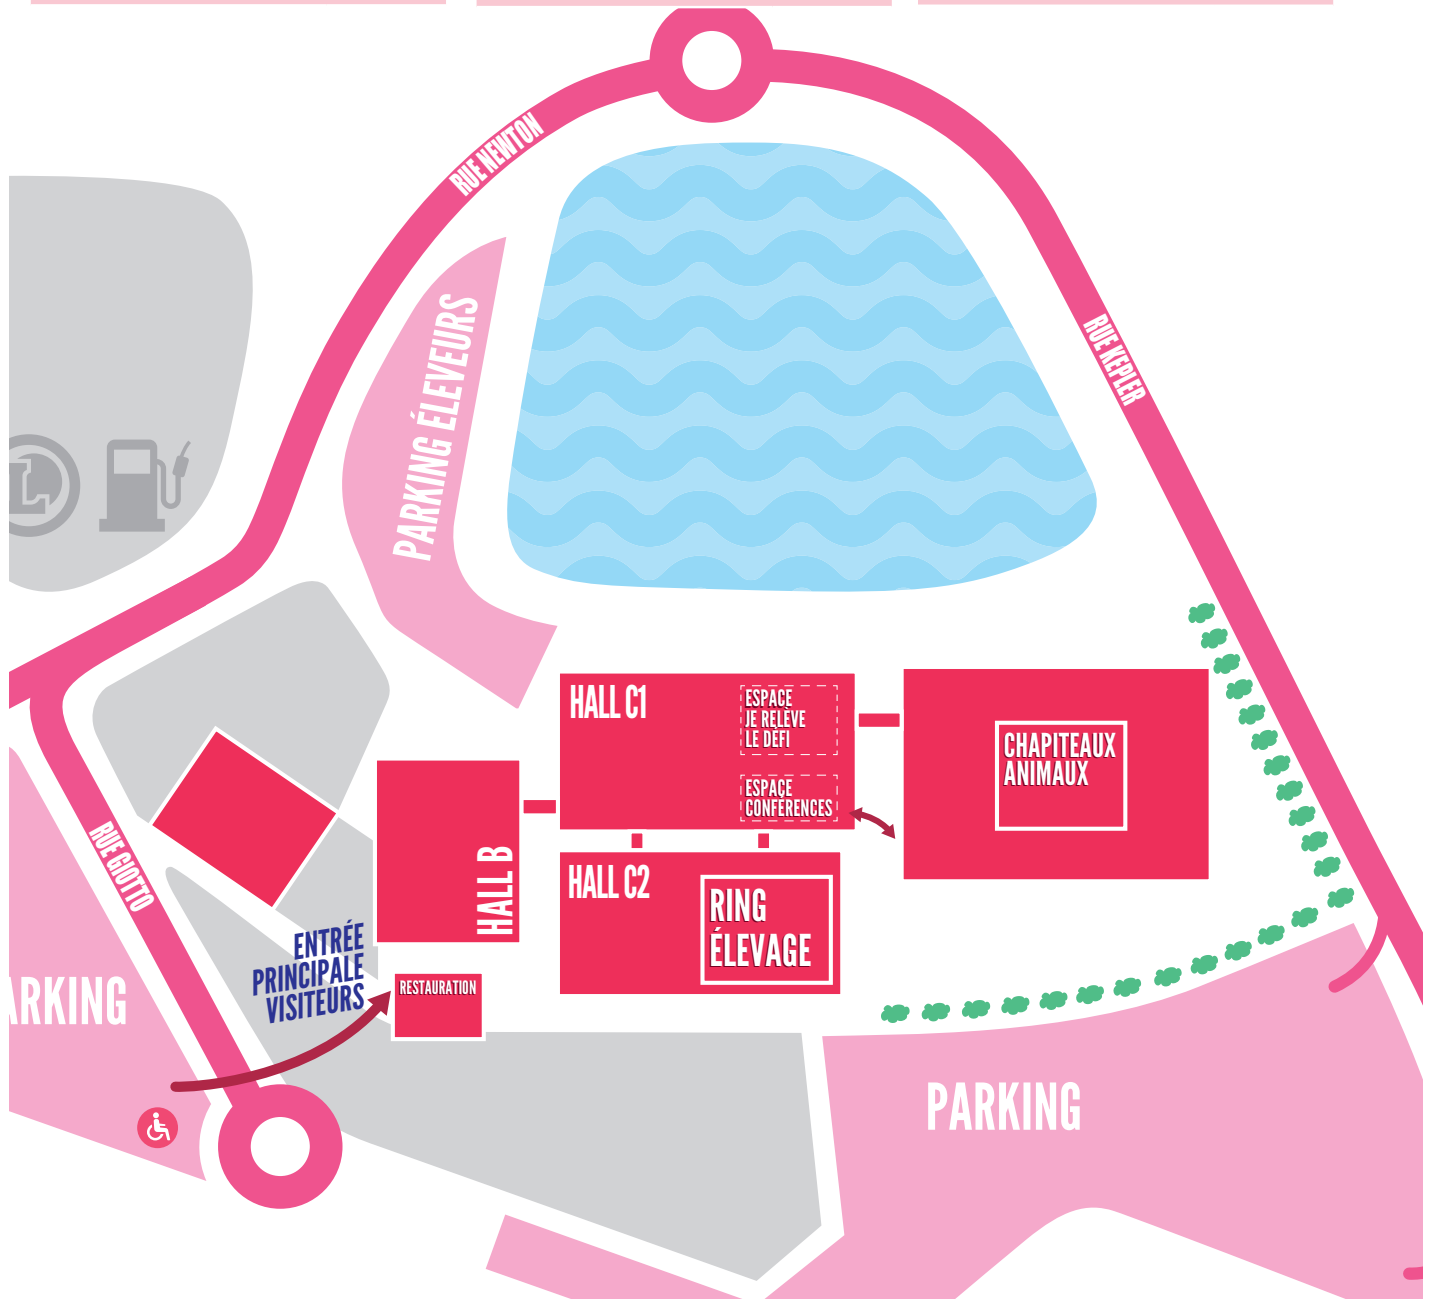 RUE NEWTON
RUE KEPLER
PARKING ÉLEVEURS
L
HALL C1
ESPACE
JE RELÈVE
LE DÉFI
ESPACE
CONFÉRENCES
CHAPITEAUX
ANIMAUX
HALL B
HALL C2
RING
ÉLEVAGE
RUE GIOTTO
ENTRÉE
PRINCIPALE
VISITEURS
RESTAURATION
ARKING
PARKING